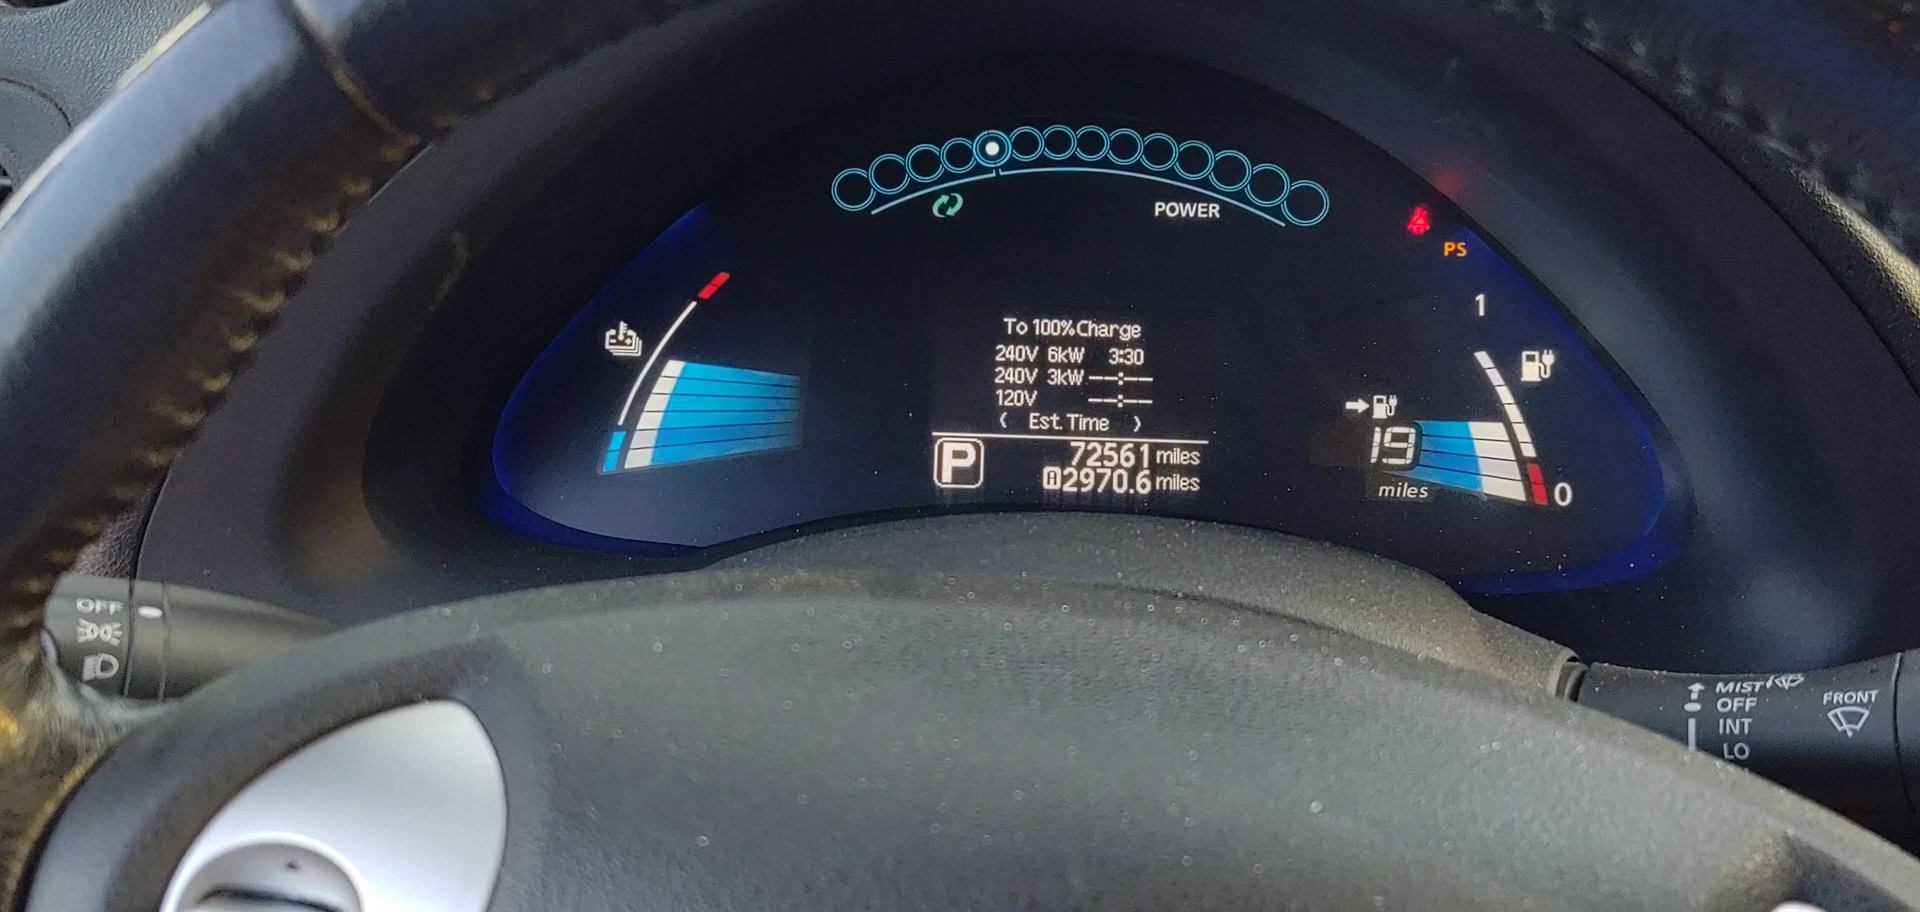 POWER
PS
1
To 100%Charge
240V 6kW 3:30
240V 3kW --:--
120V --:--
( Est.Time )
P
72561 miles
A 2970.6 miles
19
miles
0
OFF
MIST
OFF
INT
LO
FRONT